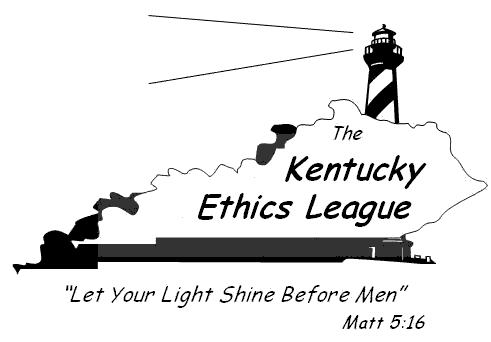 The
Kentucky
Ethics League
"Let Your Light Shine Before Men"
Matt 5:16